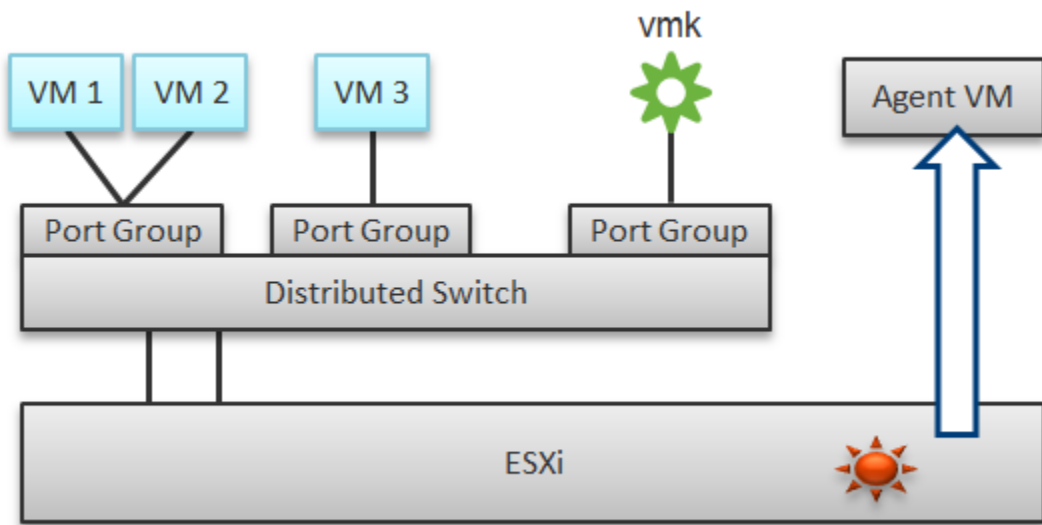 vmk
VM 1
VM 2
VM 3
Agent VM
Port Group
Port Group
Port Group
Distributed Switch
ESXi